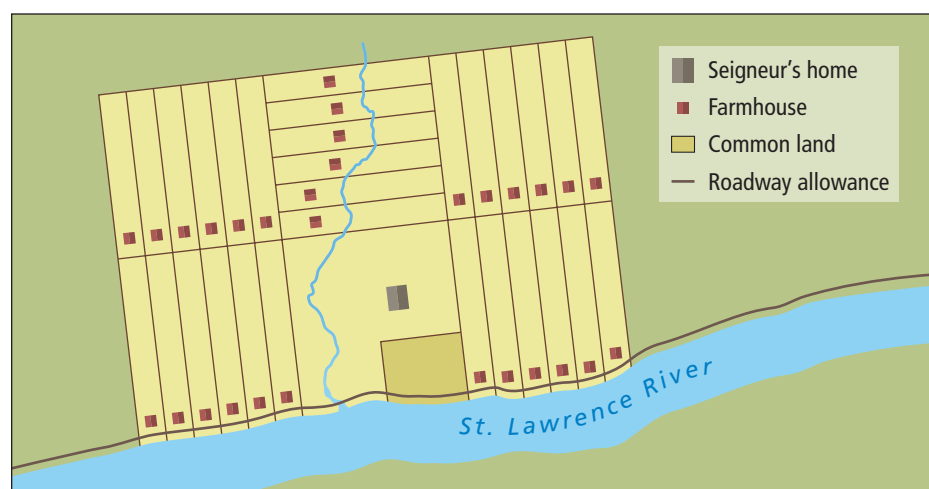 Seigneur's home
Farmhouse
Common land
Roadway allowance
St. Lawrence River